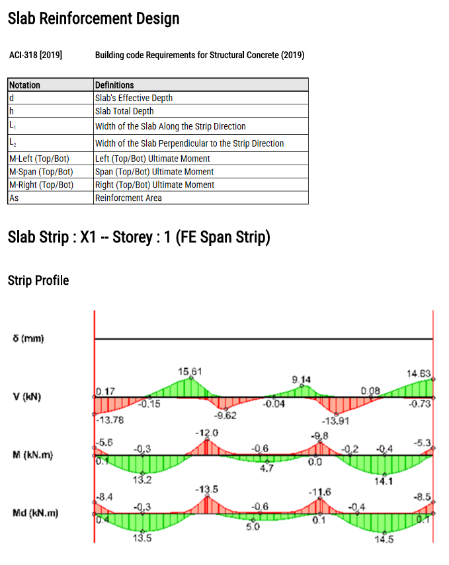 Slab Reinforcement Design
ACI-318 [2019] Building code Requirements for Structural Concrete (2019)
Notation Definitions
d Slab's Effective Depth
h Slab Total Depth
L₁ Width of the Slab Along the Strip Direction
L₂ Width of the Slab Perpendicular to the Strip Direction
M-Left (Top/Bot) Left (Top/Bot) Ultimate Moment
M-Span (Top/Bot) Span (Top/Bot) Ultimate Moment
M-Right (Top/Bot) Right (Top/Bot) Ultimate Moment
As Reinforcment Area
Slab Strip : X1 -- Storey : 1 (FE Span Strip)
Strip Profile
δ (mm)
15.61 9.14 14.63
V (kN) 0.17 -0.15 -0.04 0.08 -0.73
-13.78 -9.62 -13.91
-5.6 -0.3 -12.0 -0.6 -9.8 -0.2 -0.4 -5.3
M (kN.m) 0.1 13.2 4.7 0.0 14.1
-8.4 -0.3 -13.5 -0.6 -11.6 -0.4 -8.5
Md (kN.m) 0.4 13.5 5.0 0.1 14.5 0.1